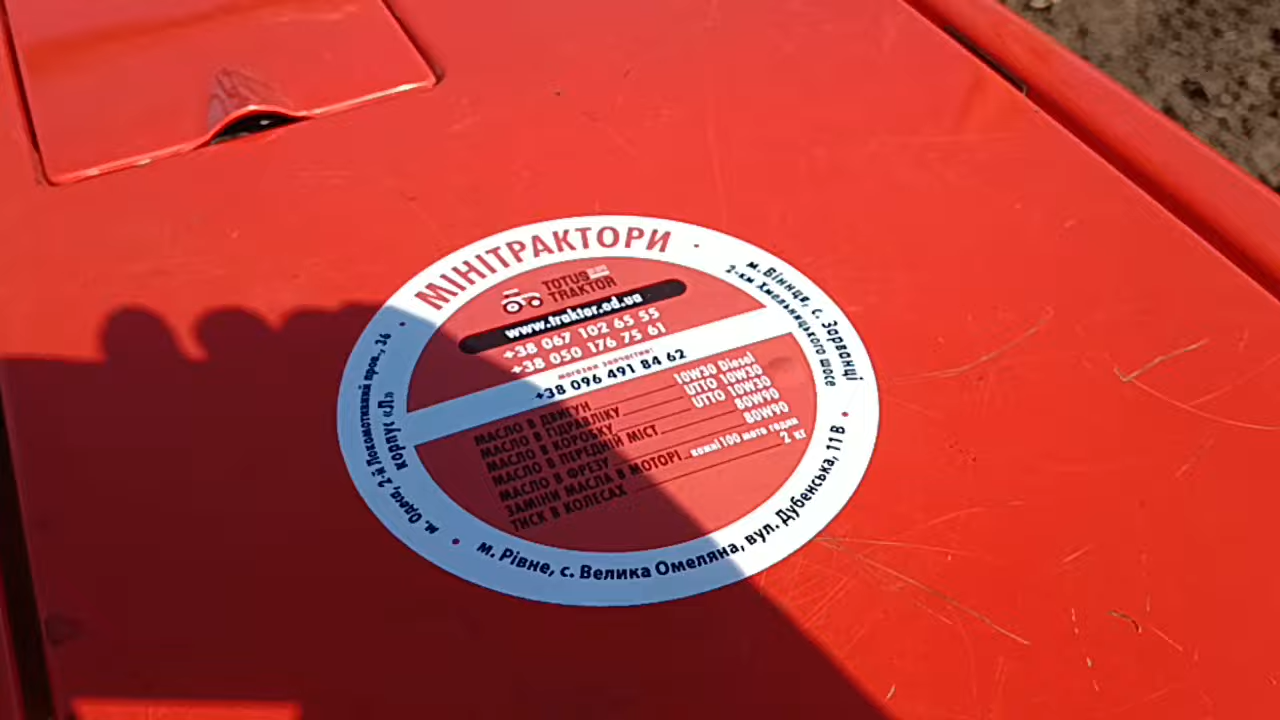 МІНІТРАКТОРИ
TOTUS
TRAKTOR
www.traktor.od.ua
+38 067 102 65 55
+38 050 176 75 61
магазин запчастин:
+38 096 491 84 62
МАСЛО В ДВИГУН 10W30 Diesel
МАСЛО В ГІДРАВЛІКУ UTTO 10W30
МАСЛО В КОРОБКУ UTTO 10W30
МАСЛО В ПЕРЕДНІЙ МІСТ 80W90
МАСЛО В ФРЕЗУ 80W90
ЗАМІНИ МАСЛА В МОТОРІ кожні 100 мото годин
ТИСК В КОЛЕСАХ 2 кг
м. Вінниця, с. Зарванці
2-км Хмельницького шосе
м. Рівне, с. Велика Омеляна, вул. Дубенська, 11 В
м. Одеса, 2-й Локомотивний пров., 36
корпус «Л»